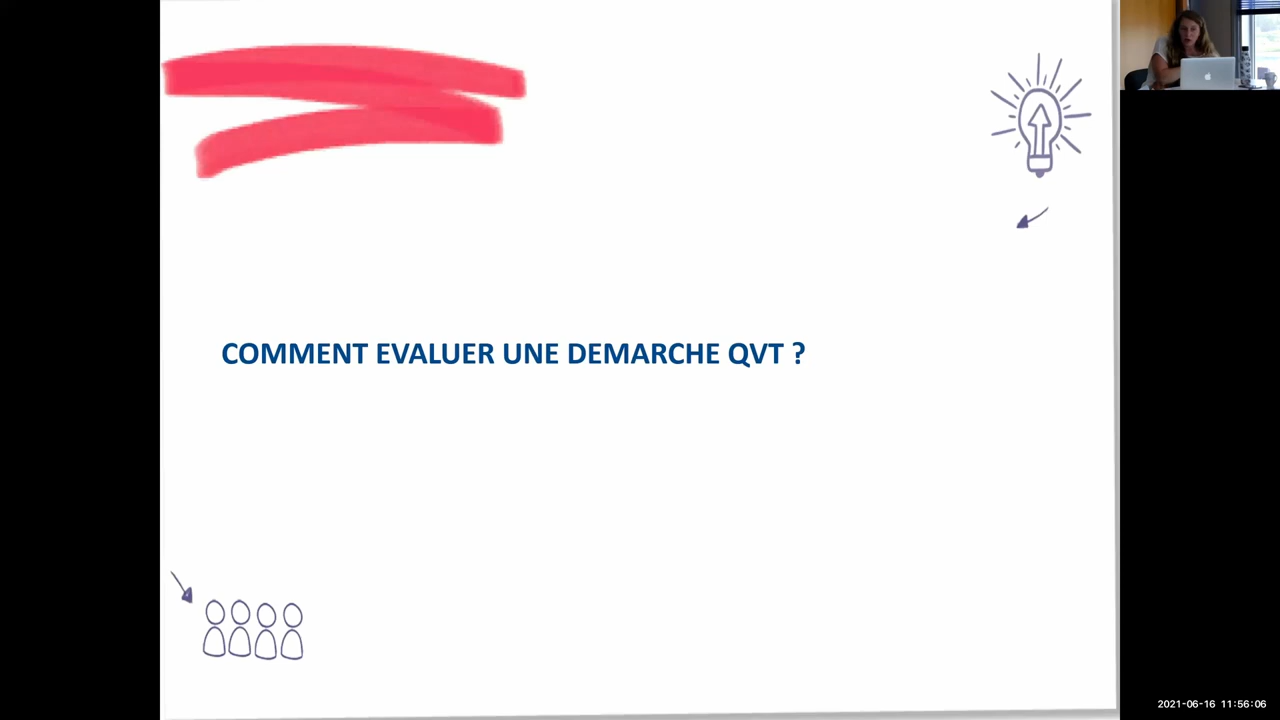 COMMENT EVALUER UNE DEMARCHE QVT ?
2021-06-16 11:56:06